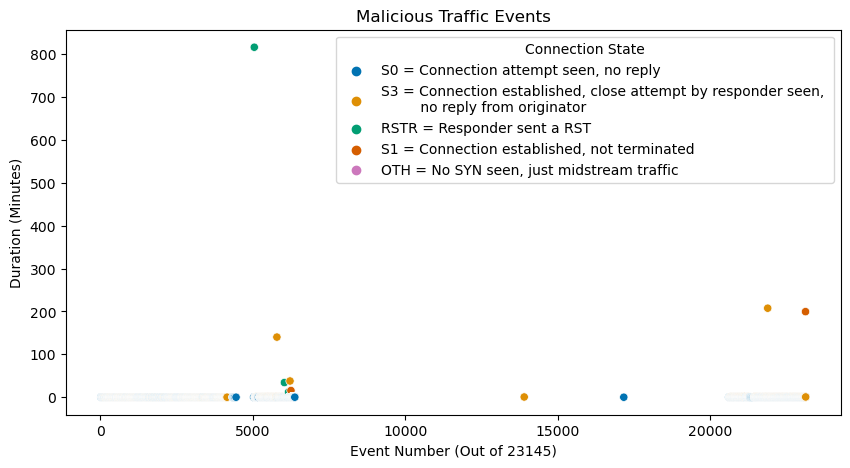 Malicious Traffic Events
Connection State
S0 = Connection attempt seen, no reply
S3 = Connection established, close attempt by responder seen,
no reply from originator
RSTR = Responder sent a RST
S1 = Connection established, not terminated
OTH = No SYN seen, just midstream traffic
Duration (Minutes)
800
700
600
500
400
300
200
100
0
0 5000 10000 15000 20000
Event Number (Out of 23145)